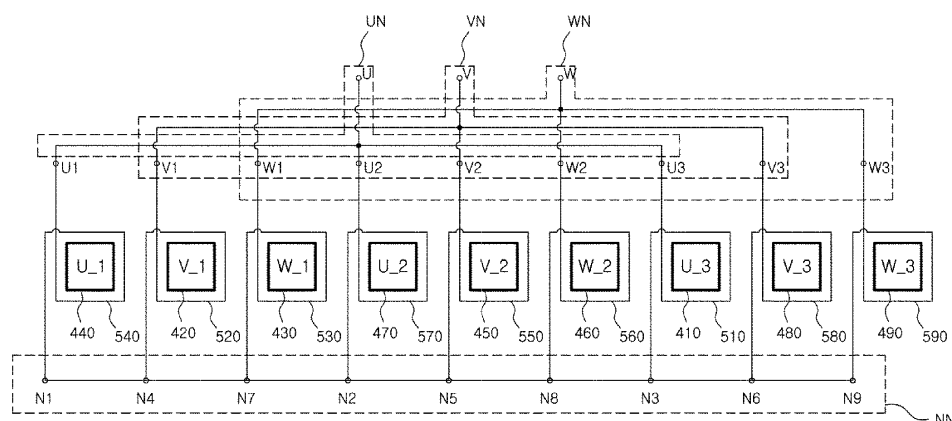 UN VN WN
U V W
U1 V1 W1 U2 V2 W2 U3 V3 W3
U_1 V_1 W_1 U_2 V_2 W_2 U_3 V_3 W_3
440 540 420 520 430 530 470 570 450 550 460 560 410 510 480 580 490 590
N1 N4 N7 N2 N5 N8 N3 N6 N9
NN